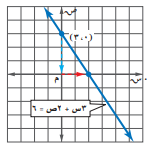 ص
(٣،٠)
س
م
٣س + ٢ص = ٦